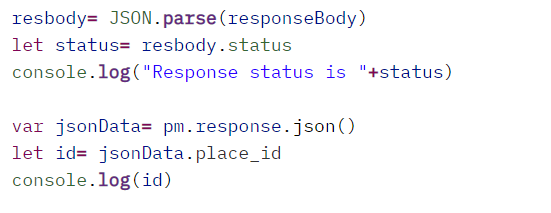 resbody= JSON.parse(responseBody)
let status= resbody.status
console.log("Response status is "+status)
var jsonData= pm.response.json()
let id= jsonData.place_id
console.log(id)